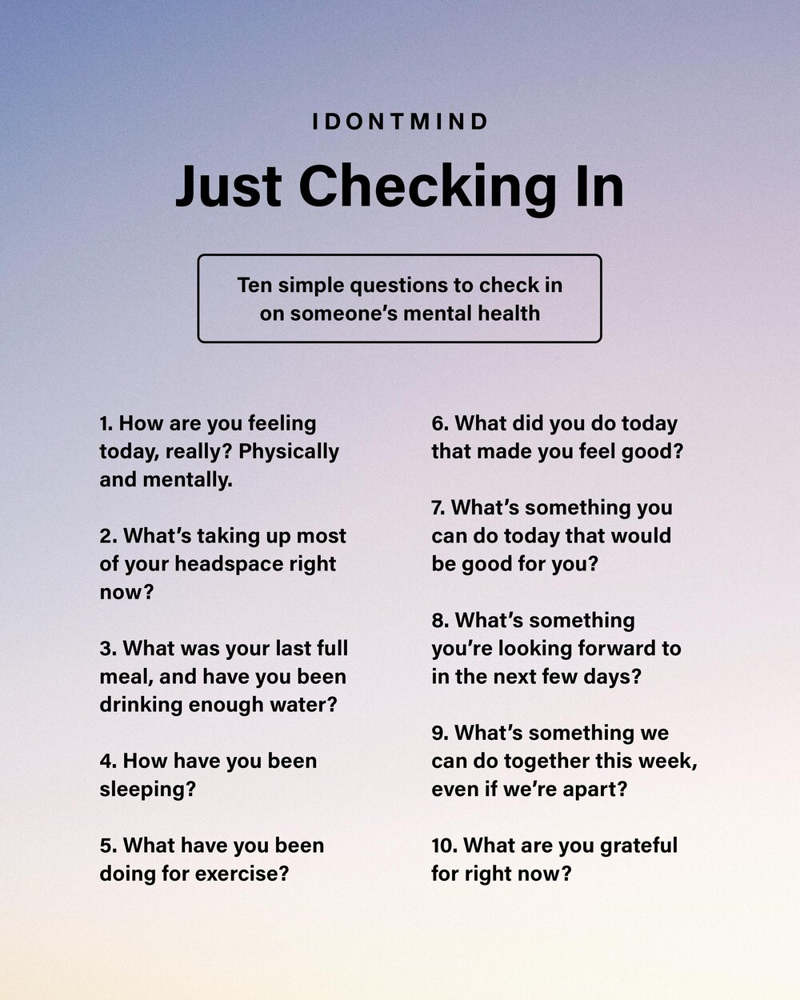 IDONTMIND
Just Checking In
Ten simple questions to check in
on someone’s mental health
1. How are you feeling
today, really? Physically
and mentally.
2. What’s taking up most
of your headspace right
now?
3. What was your last full
meal, and have you been
drinking enough water?
4. How have you been
sleeping?
5. What have you been
doing for exercise?
6. What did you do today
that made you feel good?
7. What’s something you
can do today that would
be good for you?
8. What’s something
you’re looking forward to
in the next few days?
9. What’s something we
can do together this week,
even if we’re apart?
10. What are you grateful
for right now?